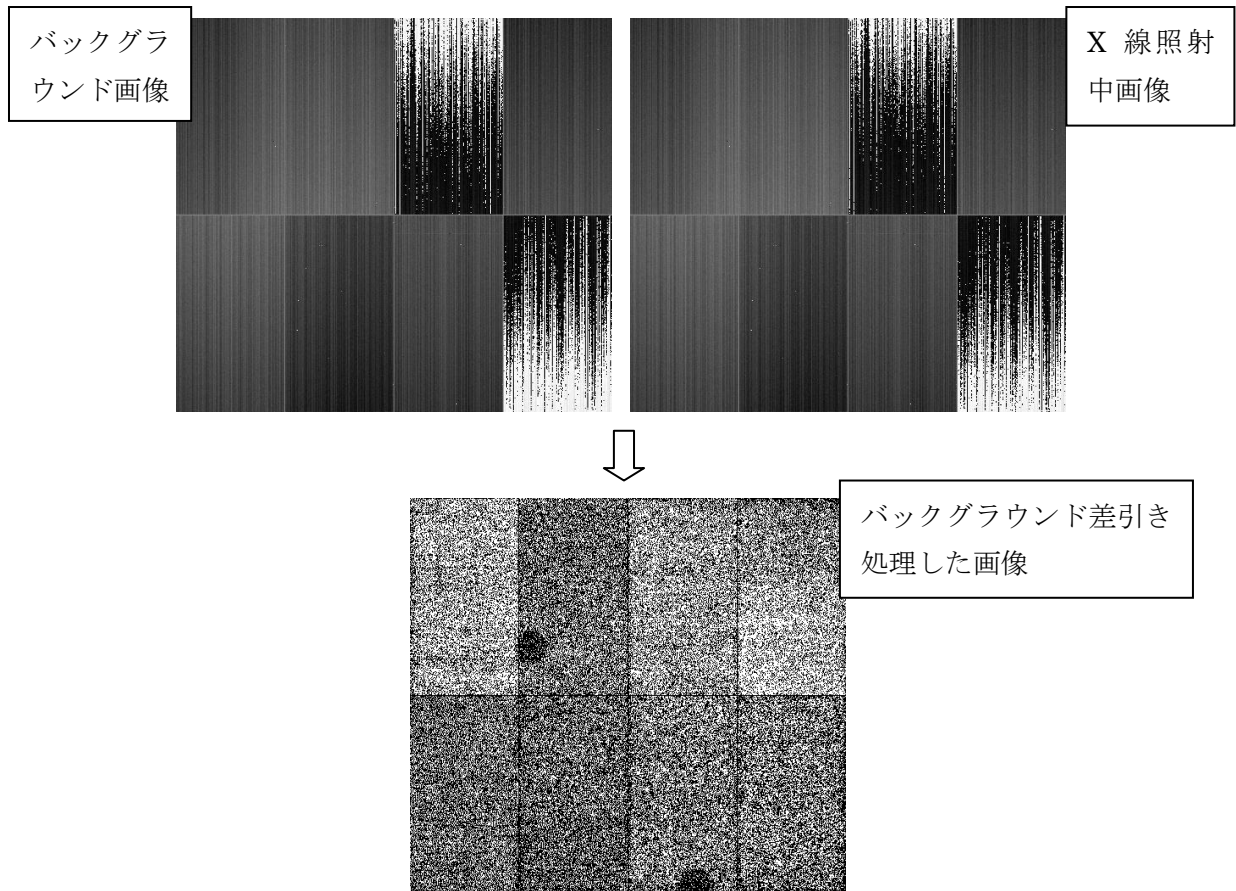 バックグラ
ウンド画像
X 線照射
中画像
バックグラウンド差引き
処理した画像